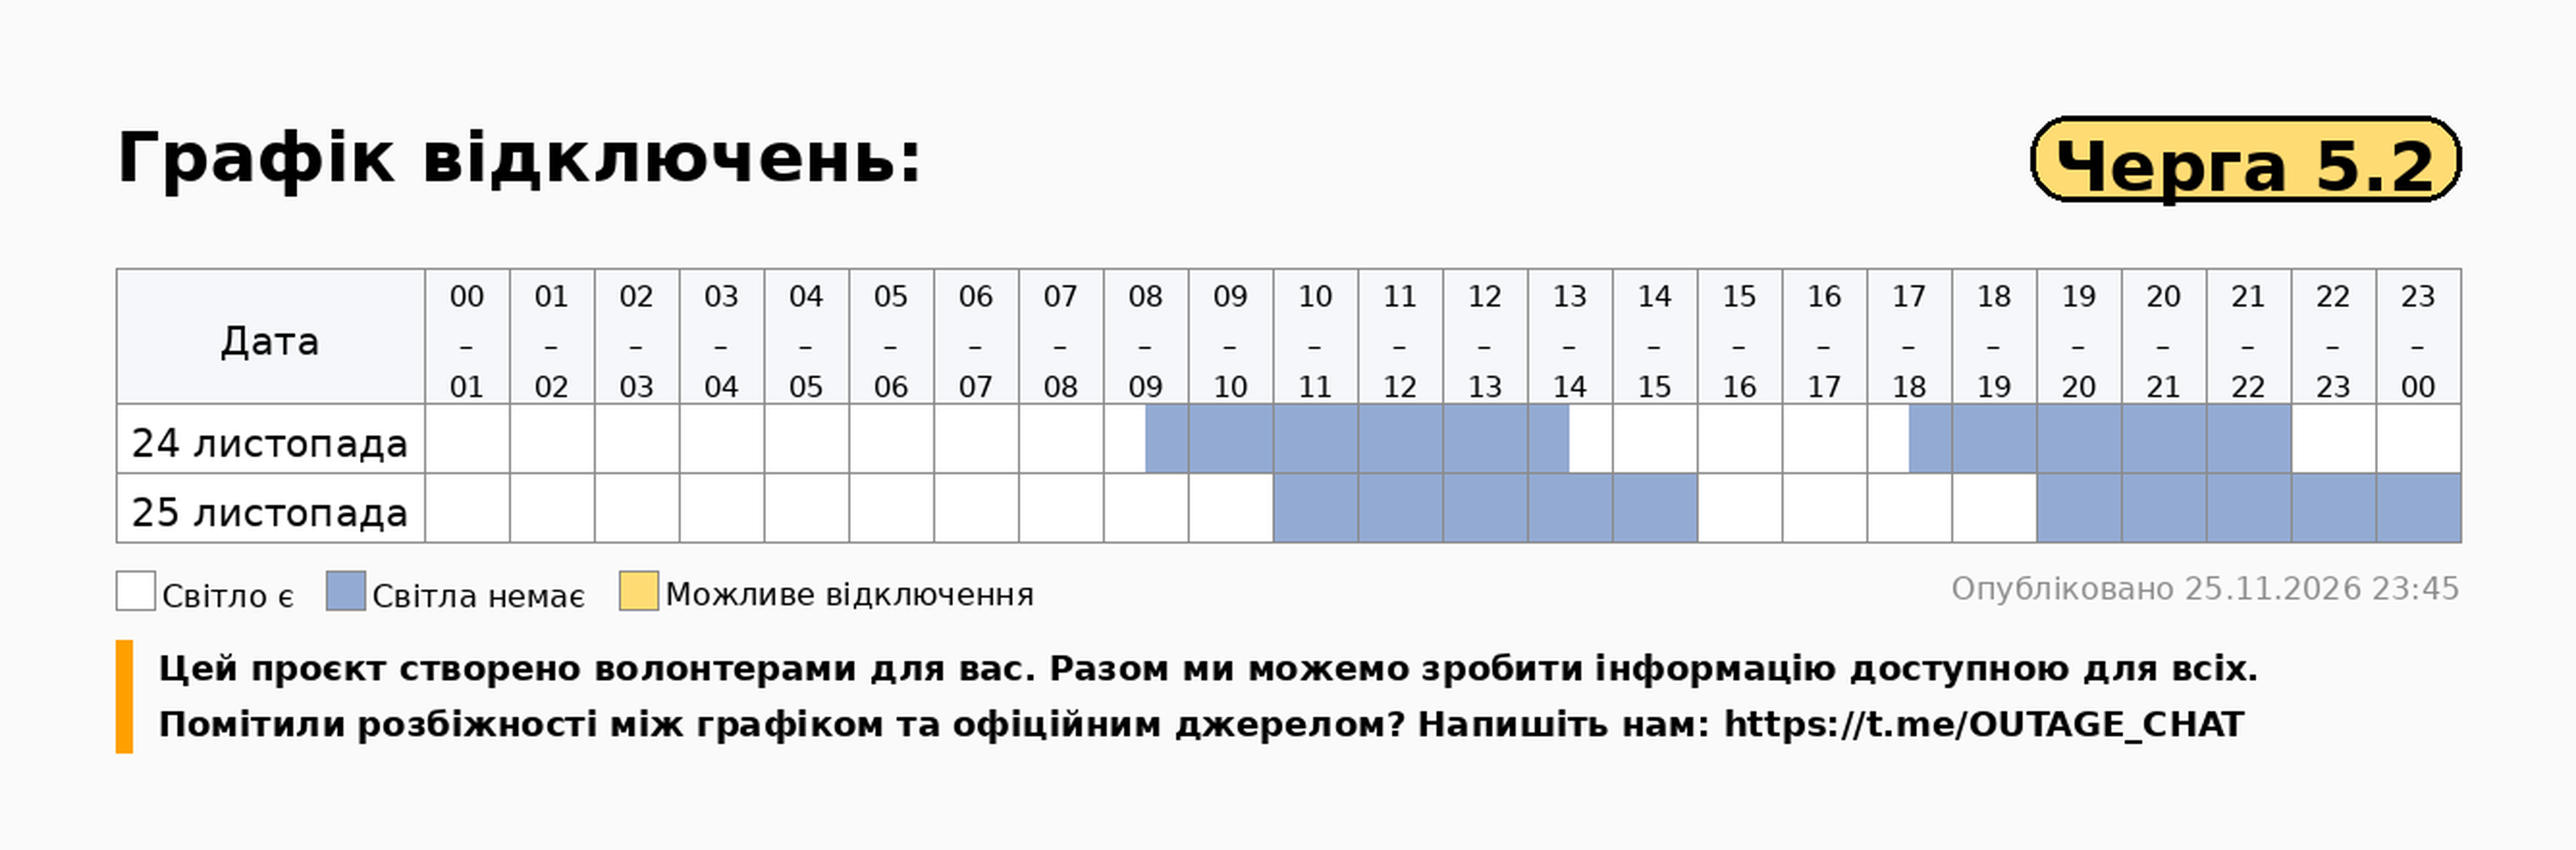 Графік відключень:
Черга 5.2
Дата
00 – 01
01 – 02
02 – 03
03 – 04
04 – 05
05 – 06
06 – 07
07 – 08
08 – 09
09 – 10
10 – 11
11 – 12
12 – 13
13 – 14
14 – 15
15 – 16
16 – 17
17 – 18
18 – 19
19 – 20
20 – 21
21 – 22
22 – 23
23 – 00
24 листопада
25 листопада
Світло є
Світла немає
Можливе відключення
Опубліковано 25.11.2026 23:45
Цей проєкт створено волонтерами для вас. Разом ми можемо зробити інформацію доступною для всіх.
Помітили розбіжності між графіком та офіційним джерелом? Напишіть нам: https://t.me/OUTAGE_CHAT